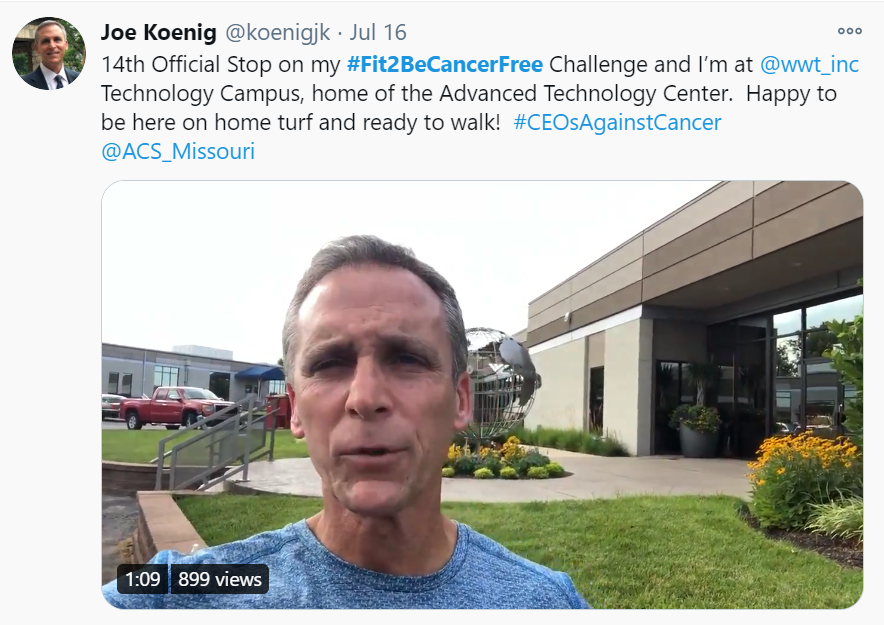 Joe Koenig @koenigjk · Jul 16
14th Official Stop on my #Fit2BeCancerFree Challenge and I’m at @wwt_inc
Technology Campus, home of the Advanced Technology Center.  Happy to
be here on home turf and ready to walk!  #CEOsAgainstCancer
@ACS_Missouri
1:09 899 views